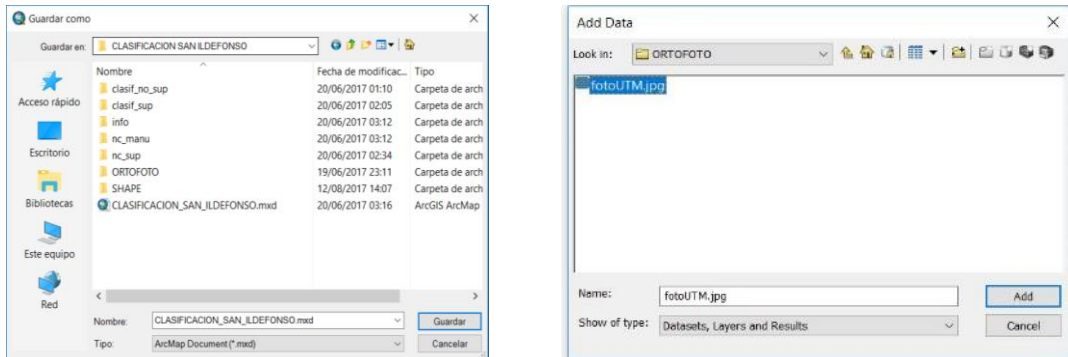 Guardar como
Guardar en: CLASIFICACION SAN ILDEFONSO
Nombre Fecha de modificac... Tipo
clasif_no_sup 20/06/2017 01:10 Carpeta de arch
clasif_sup 20/06/2017 02:05 Carpeta de arch
info 20/06/2017 03:12 Carpeta de arch
nc_manu 20/06/2017 03:12 Carpeta de arch
nc_sup 20/06/2017 02:34 Carpeta de arch
ORTOFOTO 19/06/2017 23:11 Carpeta de arch
SHAPE 12/08/2017 14:07 Carpeta de arch
CLASIFICACION_SAN_ILDEFONSO.mxd 20/06/2017 03:16 ArcGIS ArcMap
Acceso rápido
Escritorio
Bibliotecas
Este equipo
Red
Nombre: CLASIFICACION_SAN_ILDEFONSO.mxd Guardar
Tipo: ArcMap Document (*.mxd) Cancelar
Add Data
Look in: ORTOFOTO
fotoUTM.jpg
Name: fotoUTM.jpg Add
Show of type: Datasets, Layers and Results Cancel